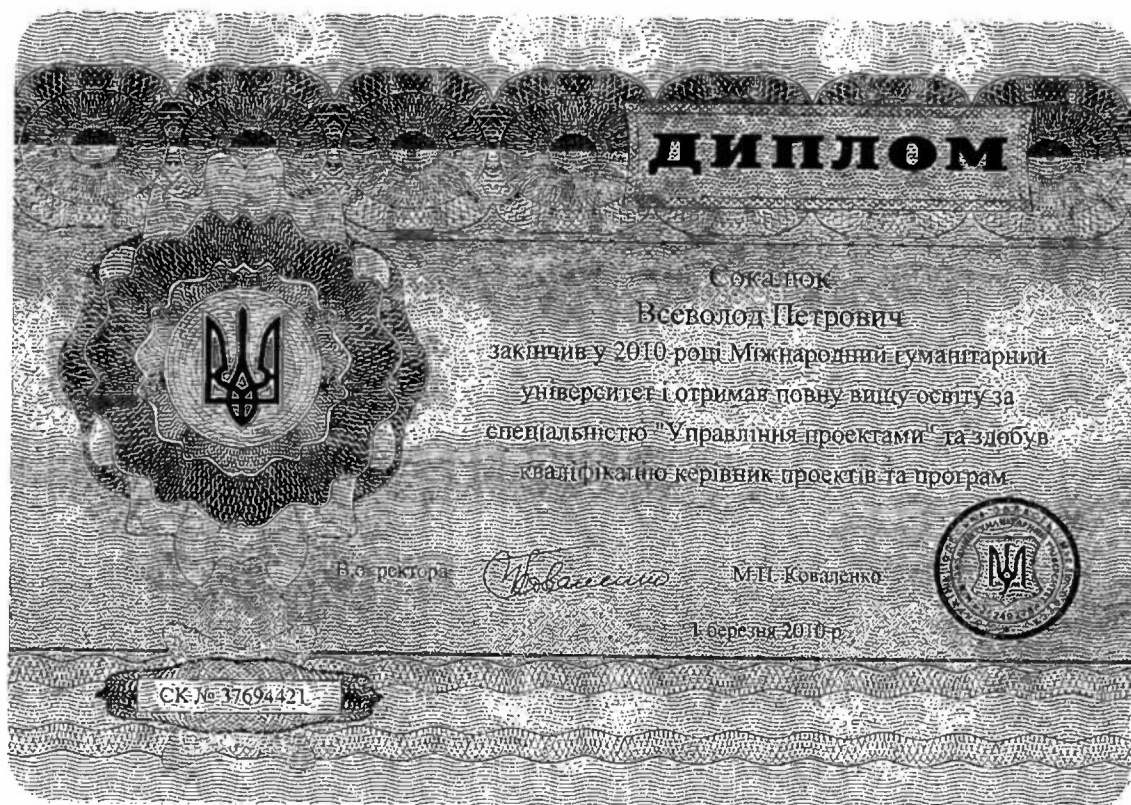 ДИПЛОМ
Сокалюк
Всеволод Петрович
закінчив у 2010 році Міжнародний гуманітарний
університет і отримав повну вищу освіту за
спеціальністю "Управління проектами" та здобув
кваліфікацію керівник проектів та програм
В.о. ректора М.П. Коваленко
1 березня 2010 р.
СК № 37694421